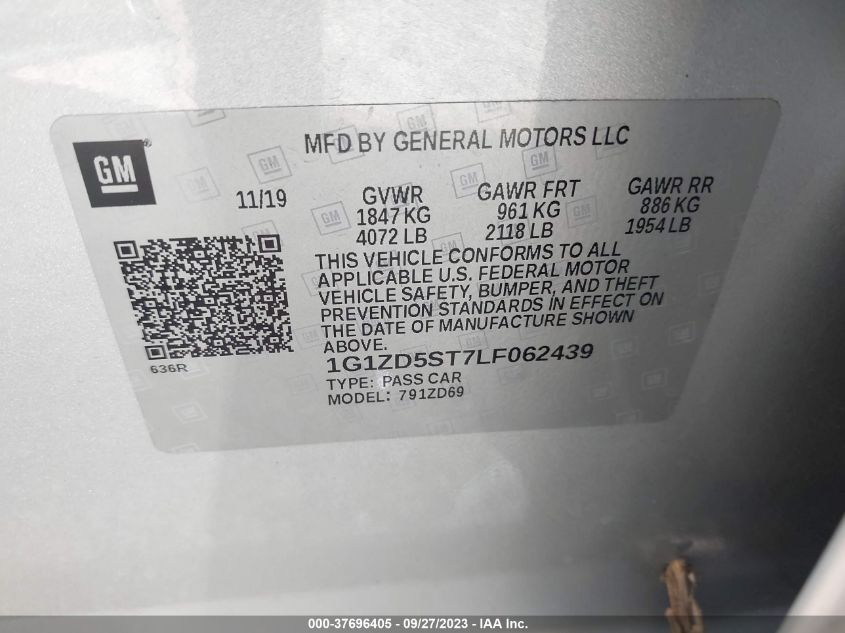 GM
®
MFD BY GENERAL MOTORS LLC
11/19
GVWR
1847 KG
4072 LB
GAWR FRT
961 KG
2118 LB
GAWR RR
886 KG
1954 LB
THIS VEHICLE CONFORMS TO ALL
APPLICABLE U.S. FEDERAL MOTOR
VEHICLE SAFETY, BUMPER, AND THEFT
PREVENTION STANDARDS IN EFFECT ON
THE DATE OF MANUFACTURE SHOWN
ABOVE.
1G1ZD5ST7LF062439
TYPE: PASS CAR
MODEL: 791ZD69
636R
000-37696405 - 09/27/2023 - IAA Inc.